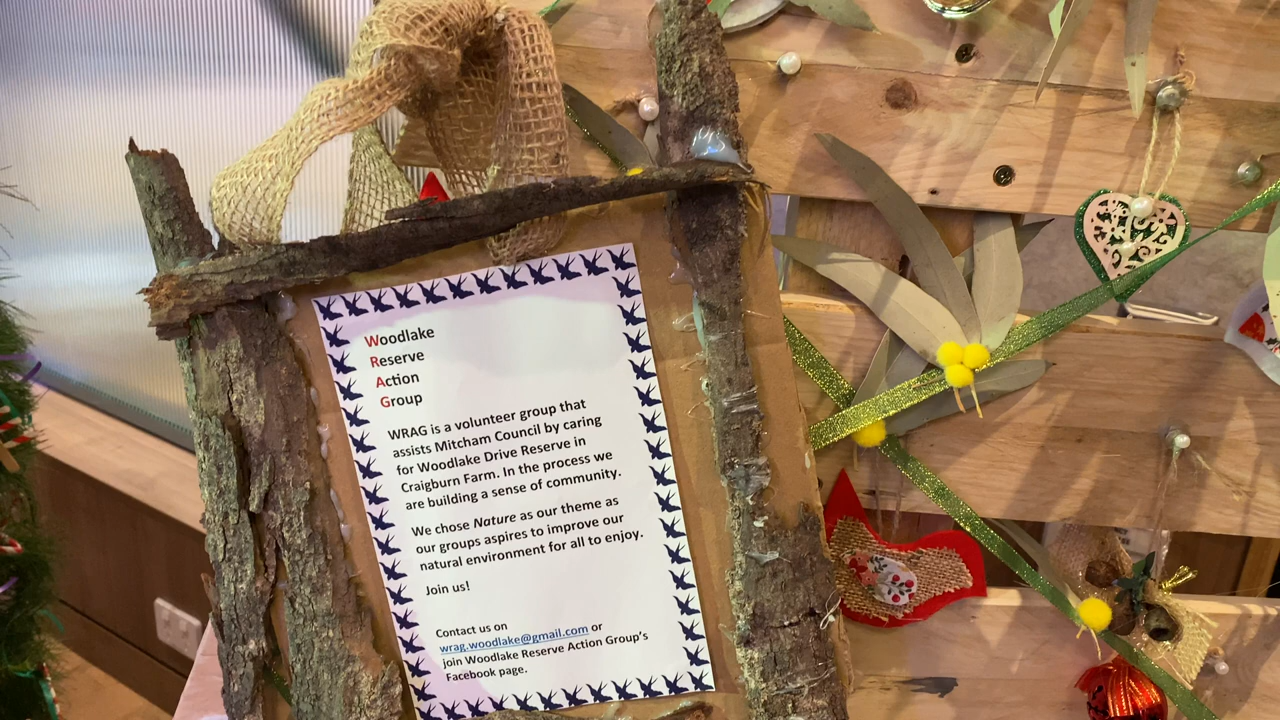 Woodlake
Reserve
Action
Group
WRAG is a volunteer group that
assists Mitcham Council by caring
for Woodlake Drive Reserve in
Craigburn Farm. In the process we
are building a sense of community.
We chose Nature as our theme as
our groups aspires to improve our
natural environment for all to enjoy.
Join us!
Contact us on
wrag.woodlake@gmail.com or
join Woodlake Reserve Action Group's
Facebook page.